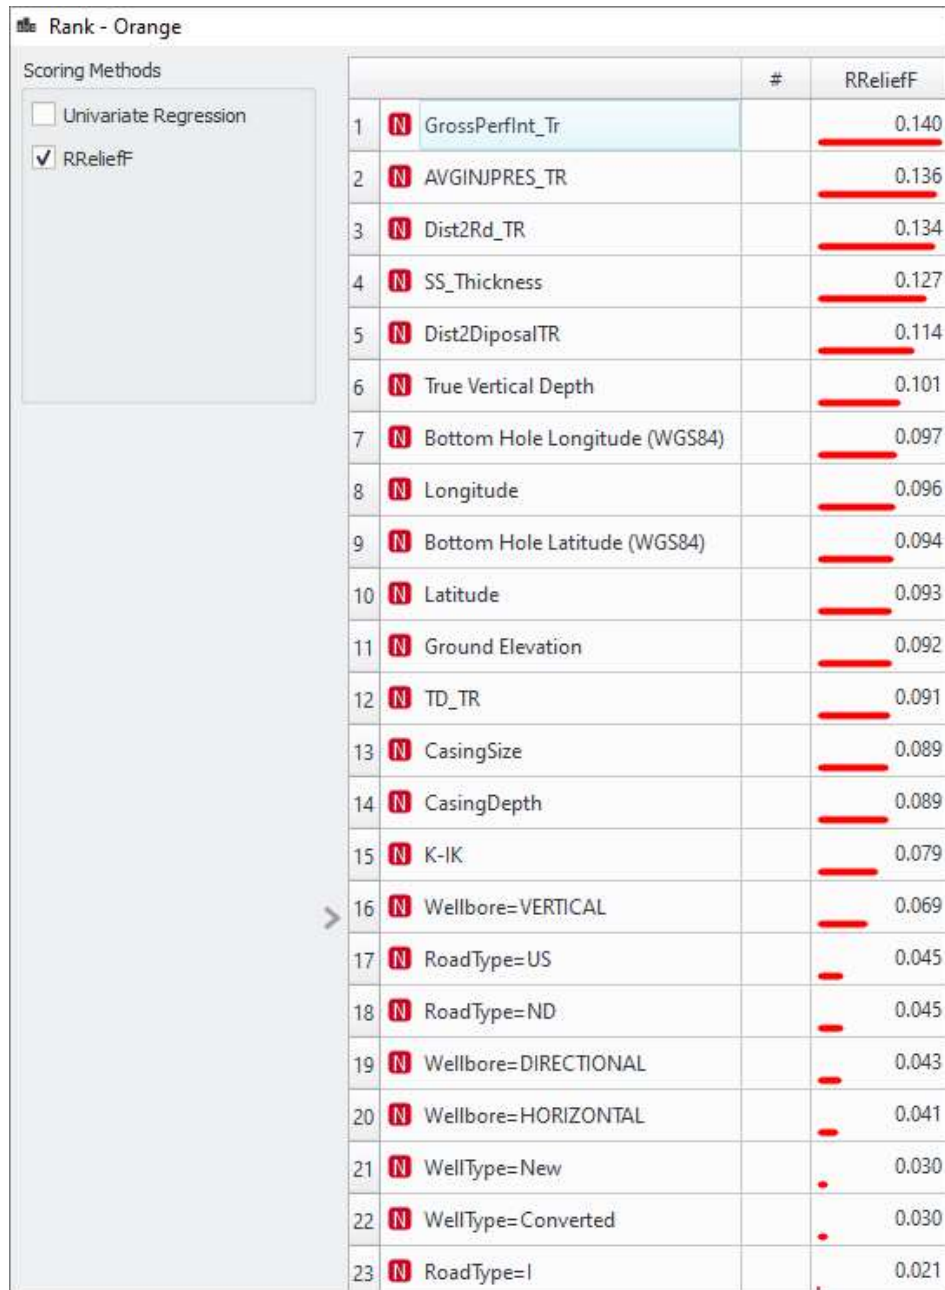 Rank - Orange
Scoring Methods
Univariate Regression
RReliefF
# RReliefF
1 N GrossPerfInt_Tr 0.140
2 N AVGINJPRES_TR 0.136
3 N Dist2Rd_TR 0.134
4 N SS_Thickness 0.127
5 N Dist2DiposalTR 0.114
6 N True Vertical Depth 0.101
7 N Bottom Hole Longitude (WGS84) 0.097
8 N Longitude 0.096
9 N Bottom Hole Latitude (WGS84) 0.094
10 N Latitude 0.093
11 N Ground Elevation 0.092
12 N TD_TR 0.091
13 N CasingSize 0.089
14 N CasingDepth 0.089
15 N K-IK 0.079
16 N Wellbore=VERTICAL 0.069
17 N RoadType=US 0.045
18 N RoadType=ND 0.045
19 N Wellbore=DIRECTIONAL 0.043
20 N Wellbore=HORIZONTAL 0.041
21 N WellType=New 0.030
22 N WellType=Converted 0.030
23 N RoadType=I 0.021